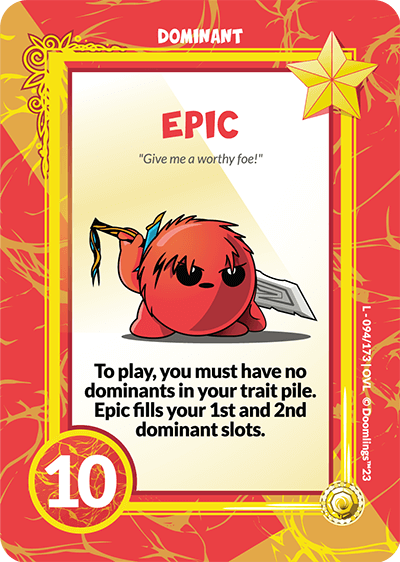 DOMINANT
EPIC
"Give me a worthy foe!"
To play, you must have no
dominants in your trait pile.
Epic fills your 1st and 2nd
dominant slots.
10
L - 094/173 | OVL © Doomlings™23